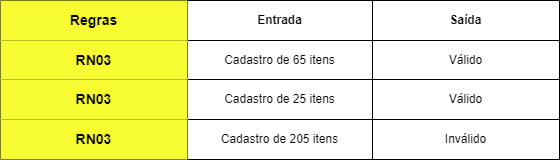 Regras Entrada Saída
RN03 Cadastro de 65 itens Válido
RN03 Cadastro de 25 itens Válido
RN03 Cadastro de 205 itens Inválido